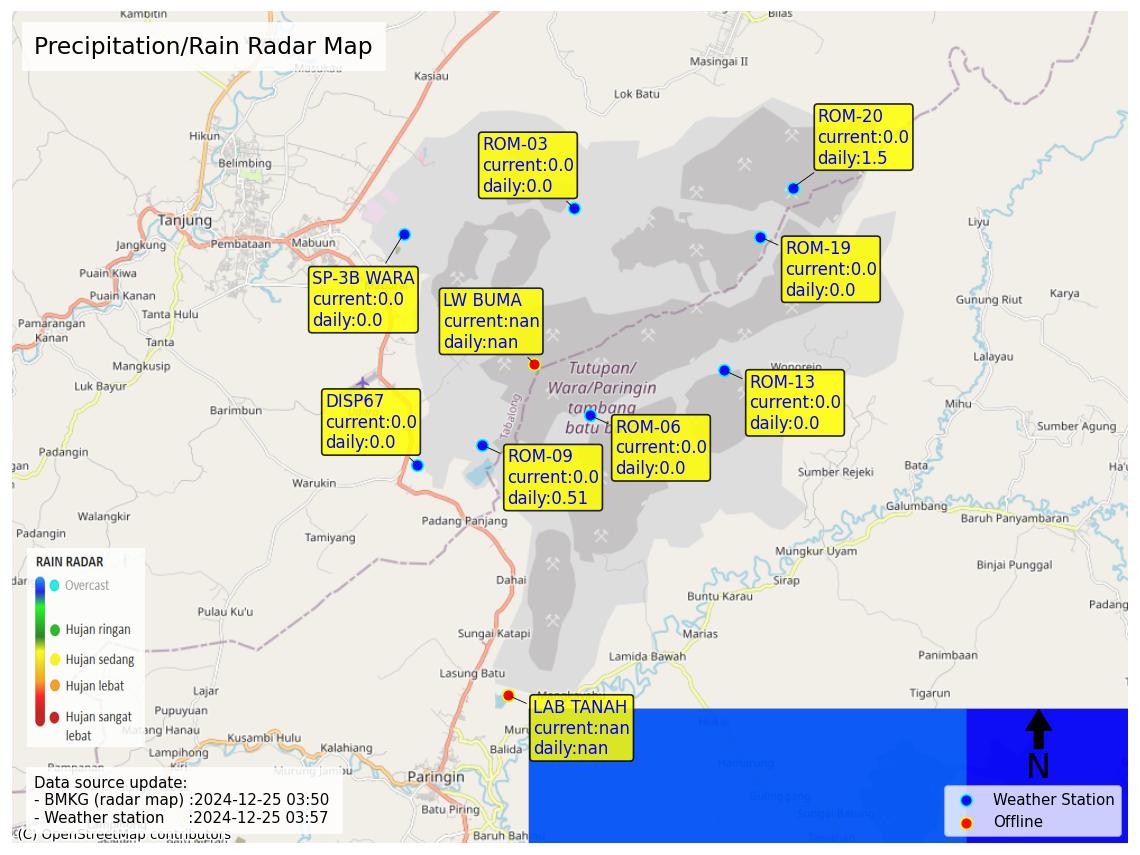 Kambitin
Bilas
Precipitation/Rain Radar Map
Masukau
Kasiau
Masingai II
Lok Batu
Hikun
Belimbing
ROM-03
current:0.0
daily:0.0
ROM-20
current:0.0
daily:1.5
Tanjung
Jangkung
Pembataan
Mabuun
Liyu
Puain Kiwa
Puain Kanan
SP-3B WARA
current:0.0
daily:0.0
LW BUMA
current:nan
daily:nan
ROM-19
current:0.0
daily:0.0
Gunung Riut
Karya
Tanta Hulu
Pamarangan
Kanan
Tanta
Mangkusip
Luk Bayur
Lalayau
Wonorejo
Tutupan/
Wara/Paringin
tambang
batu b
Tabalong
DISP67
current:0.0
daily:0.0
Barimbun
ROM-13
current:0.0
daily:0.0
Mihu
ROM-06
current:0.0
daily:0.0
Sumber Agung
Padangin
ROM-09
current:0.0
daily:0.51
Sumber Rejeki
Bata
Ha'u
Warukin
Galumbang
Walangkir
Padangin
Padang Panjang
Baruh Panyambaran
Tamiyang
Mungkur Uyam
Binjai Punggal
RAIN RADAR
Overcast
Hujan ringan
Hujan sedang
Hujan lebat
Hujan sangat
lebat
Dahai
Sirap
Buntu Karau
Padang
Pulau Ku'u
Sungai Katapi
Marias
Lamida Bawah
Panimbaan
Lasung Batu
Lajar
Tigarun
Pupuyuan
Matang Hanau
LAB TANAH
current:nan
daily:nan
Balida
Kusambi Hulu
Kalahiang
Lampihong
Kiri
Pampanan
Murung Jambu
Hamarung
Paringin
Batu Piring
Gulinggang
Sungai Batung
N
Data source update:
- BMKG (radar map) :2024-12-25 03:50
- Weather station :2024-12-25 03:57
Weather Station
Offline
(C) OpenStreetMap contributors